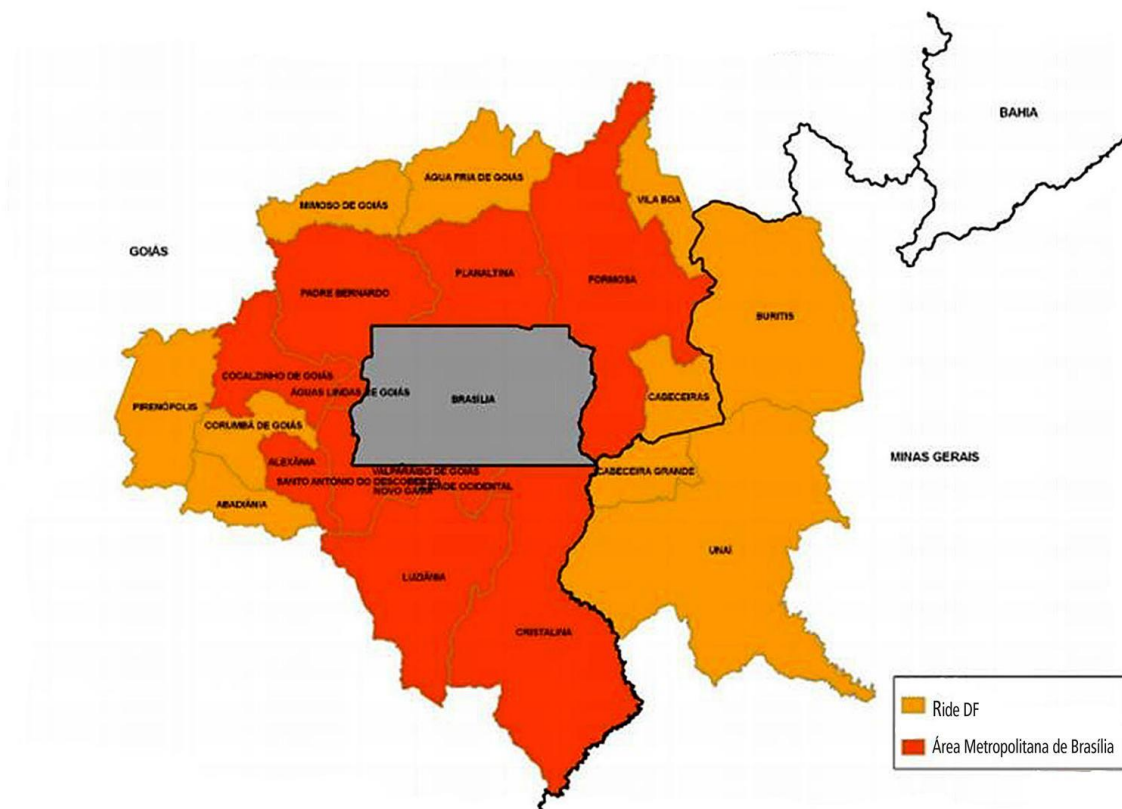 BAHIA
ÁGUA FRIA DE GOIÁS
MIMOSO DE GOIÁS
VILA BOA
GOIÁS
PLANALTINA
FORMOSA
PADRE BERNARDO
BURITIS
COCALZINHO DE GOIÁS
ÁGUAS LINDAS DE GOIÁS
BRASÍLIA
CABECEIRAS
PIRENÓPOLIS
CORUMBÁ DE GOIÁS
MINAS GERAIS
ALEXÂNIA
VALPARAÍSO DE GOIÁS
CABECEIRA GRANDE
SANTO ANTÔNIO DO DESCOBERTO
NOVO GAMA
CIDADE OCIDENTAL
ABADIÂNIA
UNAÍ
LUZIÂNIA
CRISTALINA
Ride DF
Área Metropolitana de Brasília